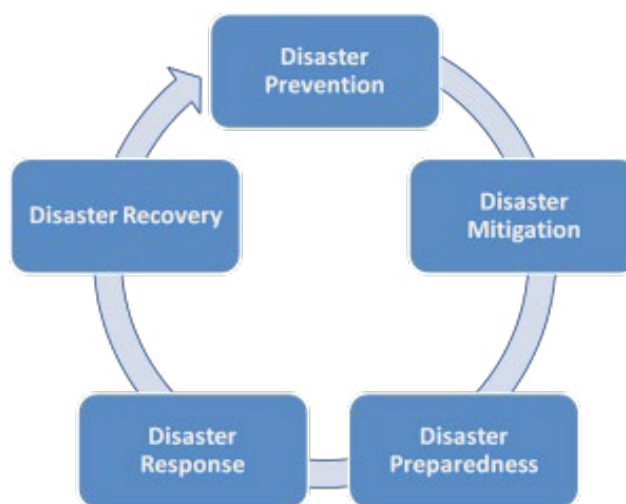 Disaster
Prevention
Disaster
Mitigation
Disaster
Preparedness
Disaster
Response
Disaster Recovery